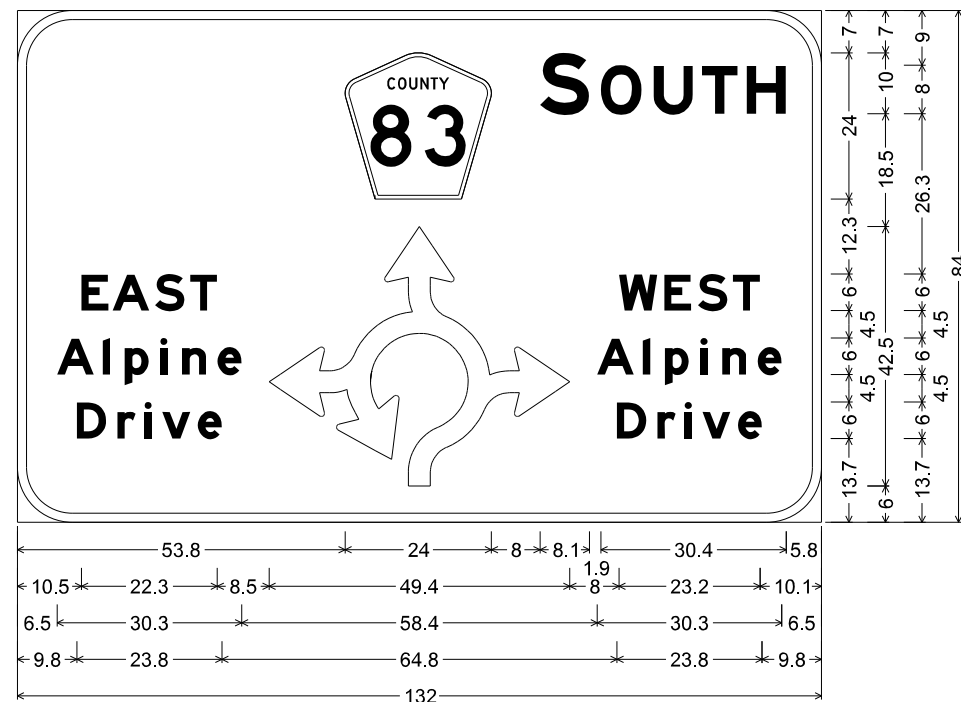 COUNTY
83
SOUTH
EAST
Alpine
Drive
WEST
Alpine
Drive
7 24 12.3 6 4.5 6 4.5 6 13.7
7 10 18.5 42.5 6
9 8 26.3 6 4.5 6 4.5 6 13.7
84
53.8 24 8 8.1 1.9 30.4 5.8
10.5 22.3 8.5 49.4 8 23.2 10.1
6.5 30.3 58.4 30.3 6.5
9.8 23.8 64.8 23.8 9.8
132